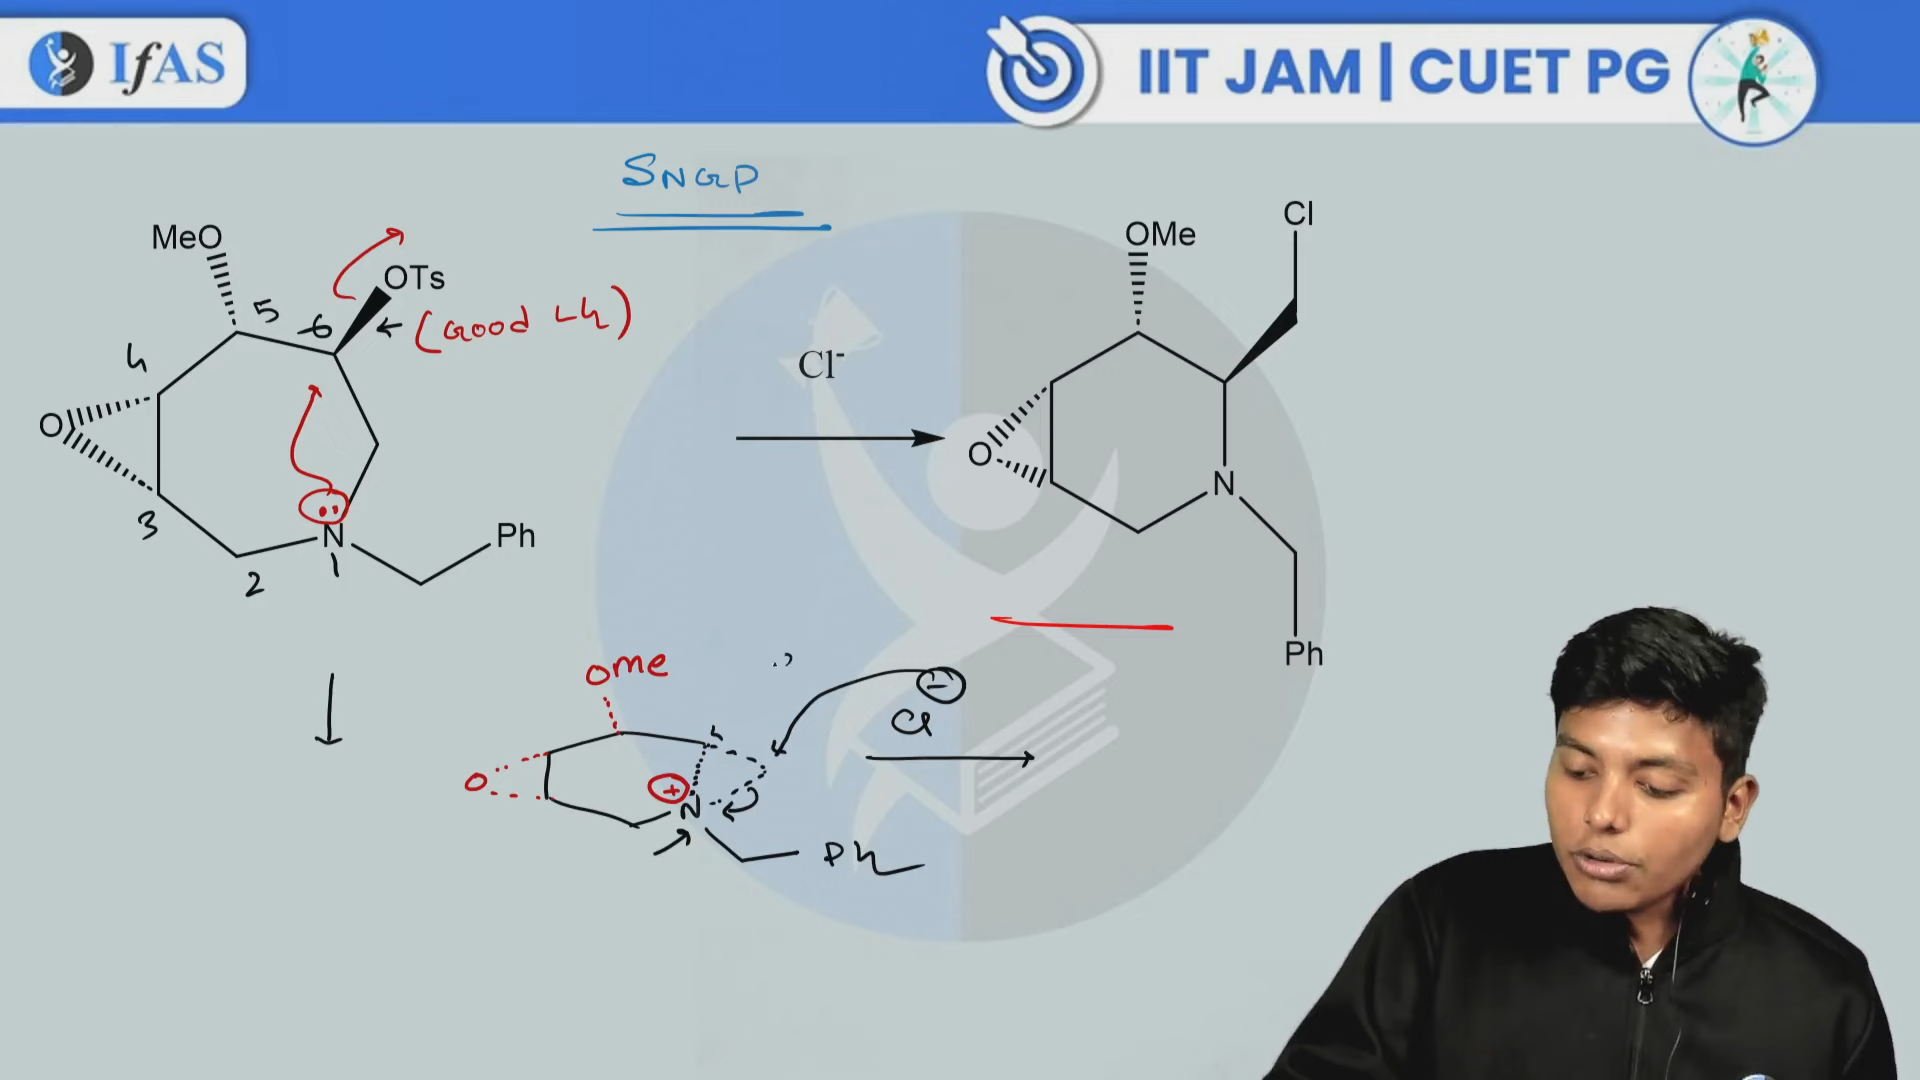 IfAS
IIT JAM | CUET PG
SNGP
MeO
OTs
(Good LG)
5
6
4
O
3
2
N
1
Ph
Cl-
OMe
Cl
O
N
Ph
OMe
O
+
N
Ph
-
Cl
H